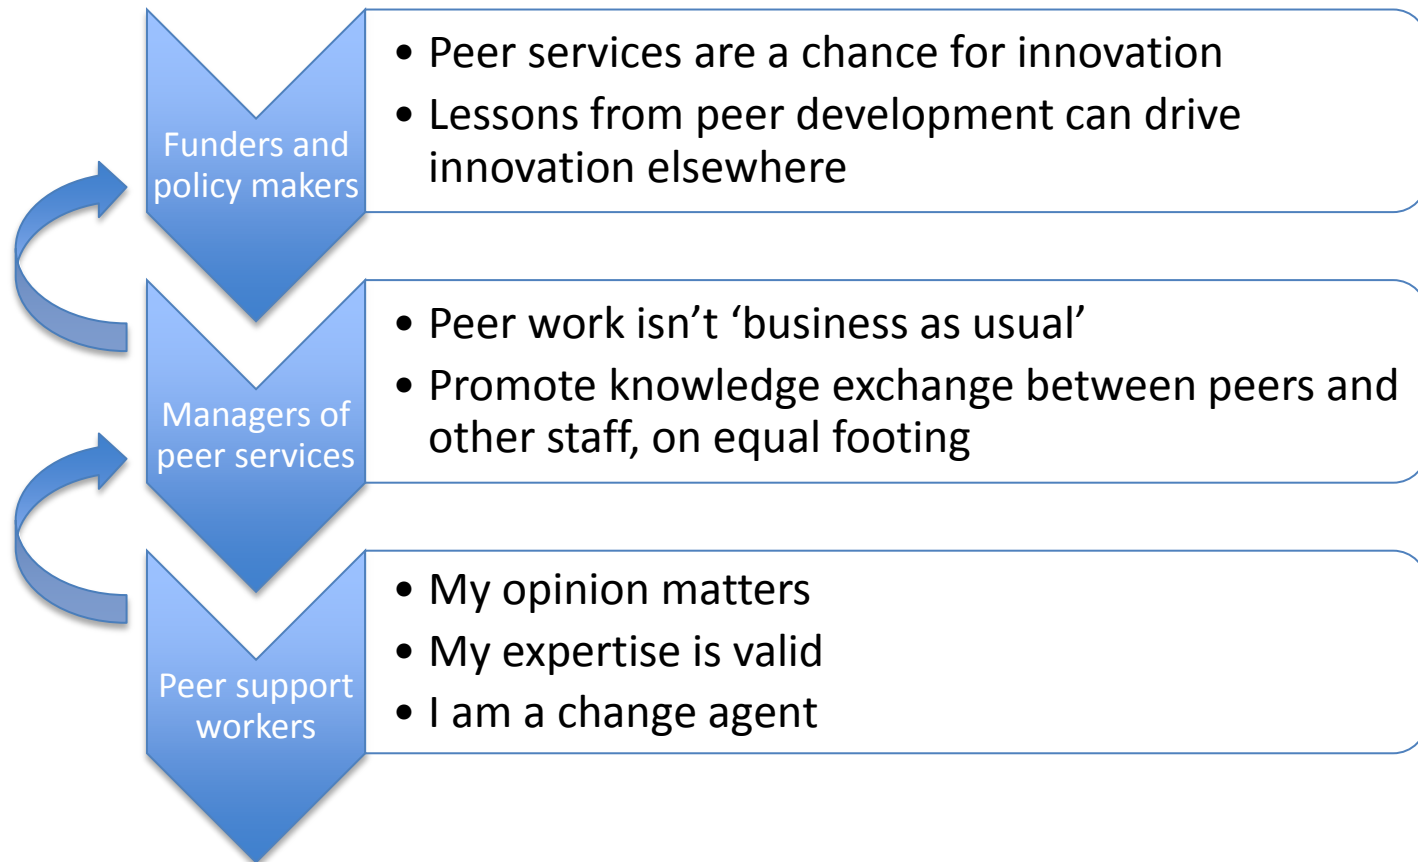 Funders and
policy makers
• Peer services are a chance for innovation
• Lessons from peer development can drive
innovation elsewhere
Managers of
peer services
• Peer work isn’t ‘business as usual’
• Promote knowledge exchange between peers and
other staff, on equal footing
Peer support
workers
• My opinion matters
• My expertise is valid
• I am a change agent